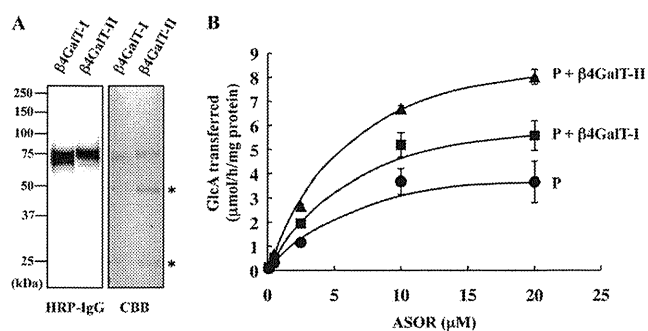 A
β4GalT-I
β4GalT-II
β4GalT-I
β4GalT-II
250
150
100
75
50
37
25
(kDa)
*
*
HRP-IgG
CBB
B
GlcA transferred
(μmol/h/mg protein)
9
8
7
6
5
4
3
2
1
0
0
5
10
15
20
25
ASOR (μM)
P + β4GalT-II
P + β4GalT-I
P